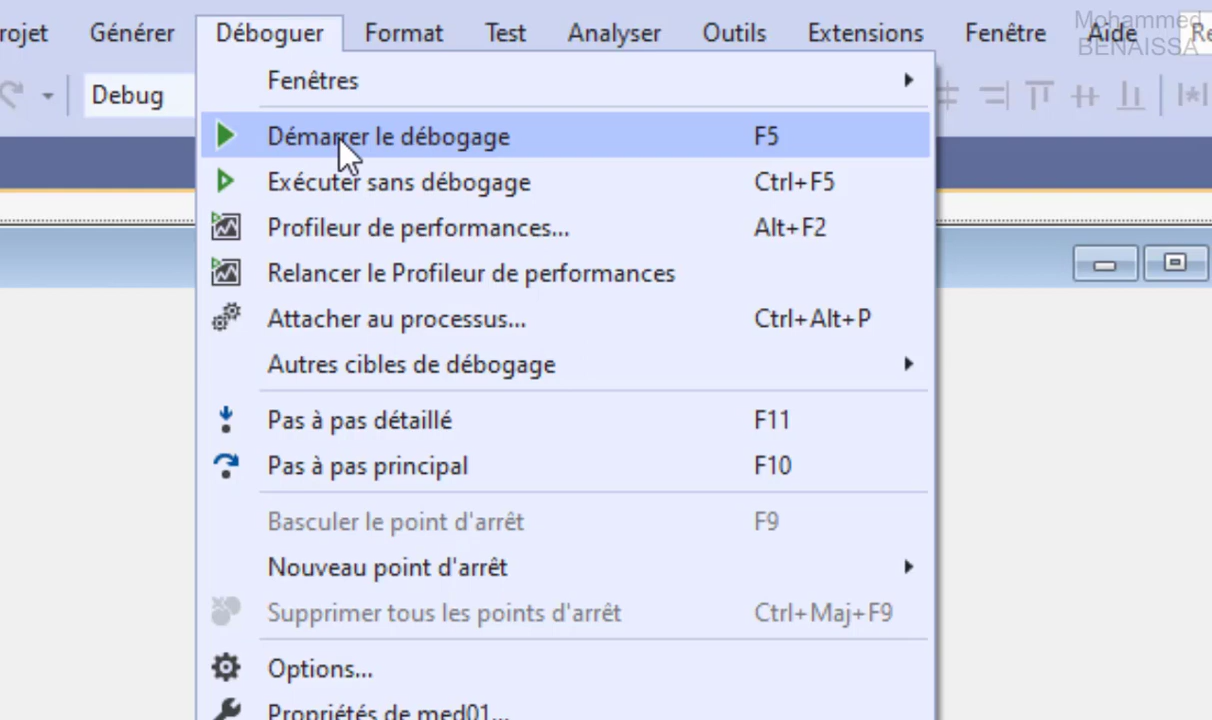 rojet Générer Déboguer Format Test Analyser Outils Extensions Fenêtre Aide Re
Mohammed
BENAISSA
Debug
Fenêtres
Démarrer le débogage F5
Exécuter sans débogage Ctrl+F5
Profileur de performances... Alt+F2
Relancer le Profileur de performances
Attacher au processus... Ctrl+Alt+P
Autres cibles de débogage
Pas à pas détaillé F11
Pas à pas principal F10
Basculer le point d'arrêt F9
Nouveau point d'arrêt
Supprimer tous les points d'arrêt Ctrl+Maj+F9
Options...
Propriétés de med01...